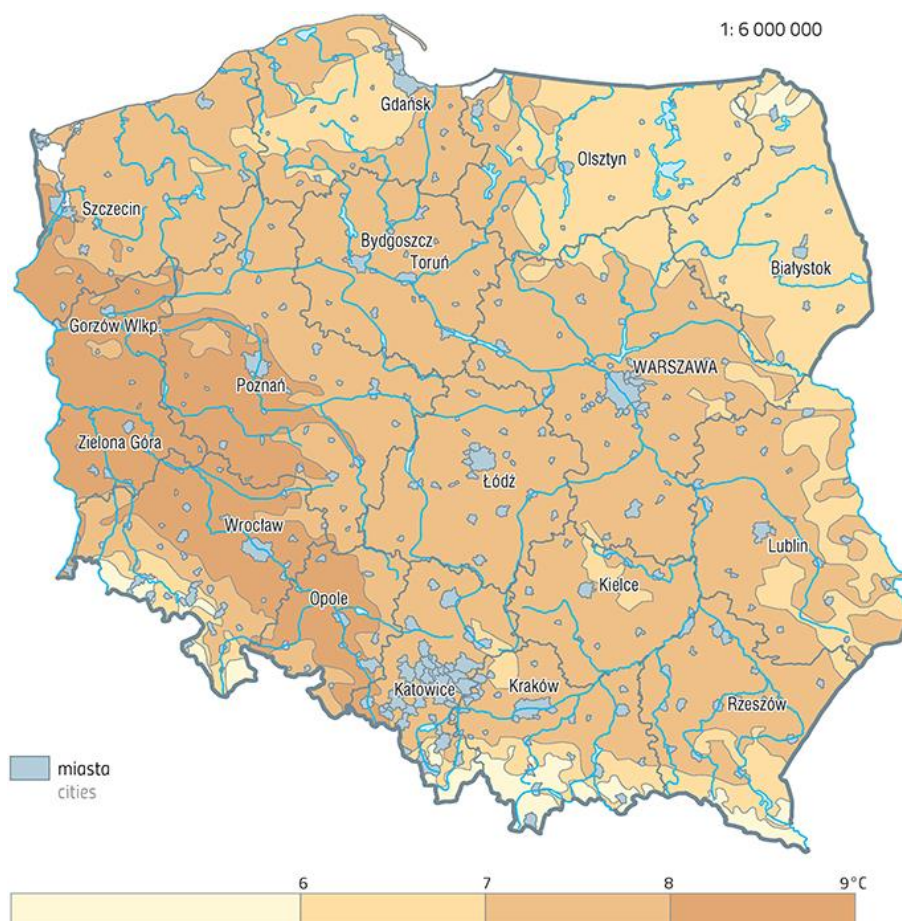 1: 6 000 000
Gdańsk
Olsztyn
Szczecin
Bydgoszcz
Toruń
Białystok
Gorzów Wlkp.
Poznań
WARSZAWA
Zielona Góra
Łódź
Wrocław
Lublin
Opole
Kielce
Katowice
Kraków
Rzeszów
miasta
cities
6 7 8 9°C